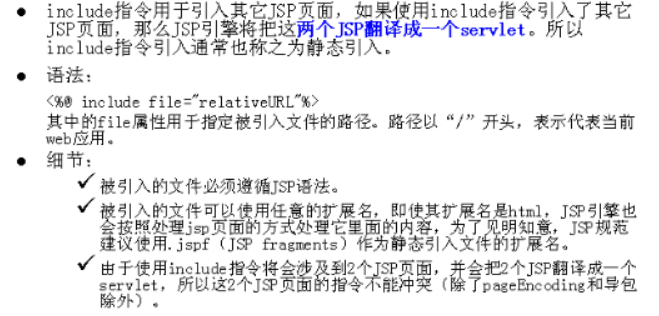 ● include指令用于引入其它JSP页面，如果使用include指令引入了其它
JSP页面，那么JSP引擎将把这两个JSP翻译成一个servlet。所以
include指令引入通常也称之为静态引入。
● 语法：
<%@ include file="relativeURL"%>
其中的file属性用于指定被引入文件的路径。路径以“/”开头，表示代表当前
web应用。
● 细节：
✓ 被引入的文件必须遵循JSP语法。
✓ 被引入的文件可以使用任意的扩展名，即使其扩展名是html，JSP引擎也
会按照处理jsp页面的方式处理它里面的内容，为了见明知意，JSP规范
建议使用.jspf（JSP fragments）作为静态引入文件的扩展名。
✓ 由于使用include指令将会涉及到2个JSP页面，并会把2个JSP翻译成一个
servlet，所以这2个JSP页面的指令不能冲突（除了pageEncoding和导包
除外）。